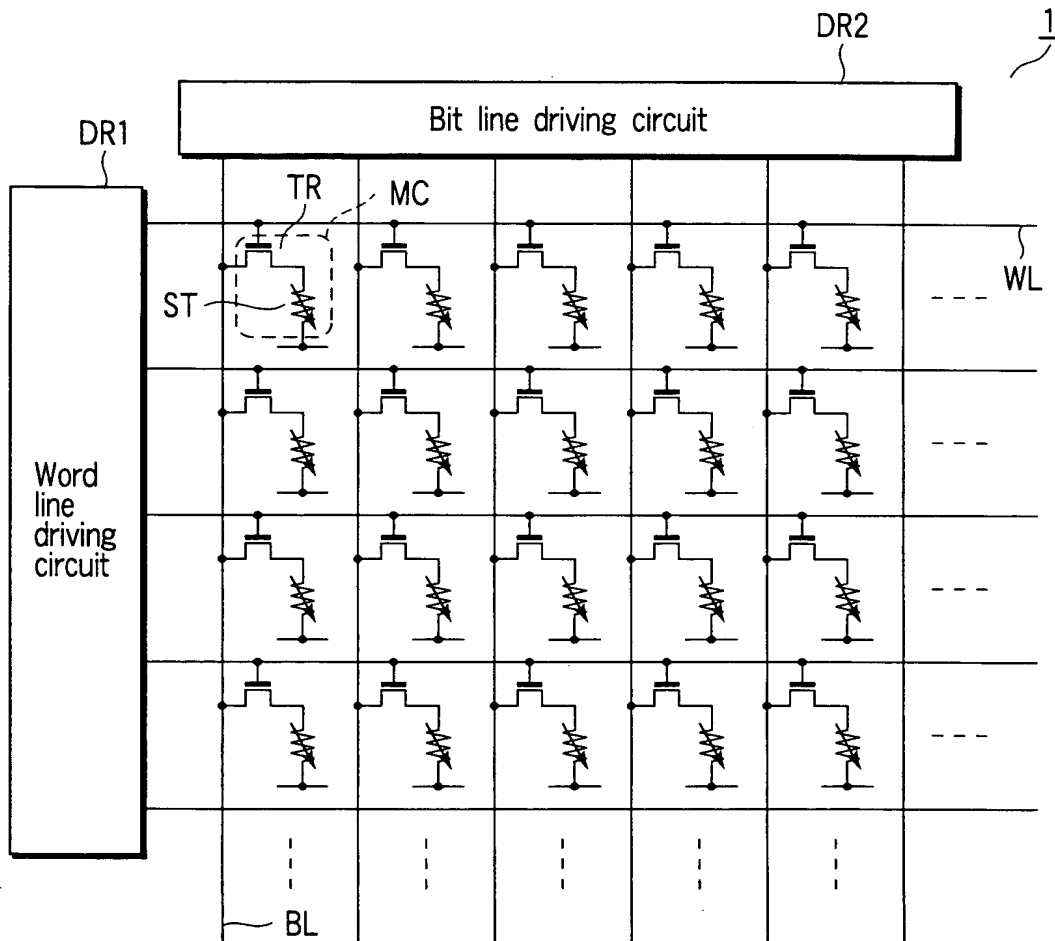 1
DR2
Bit line driving circuit
DR1
TR
MC
WL
ST
Word
line
driving
circuit
BL